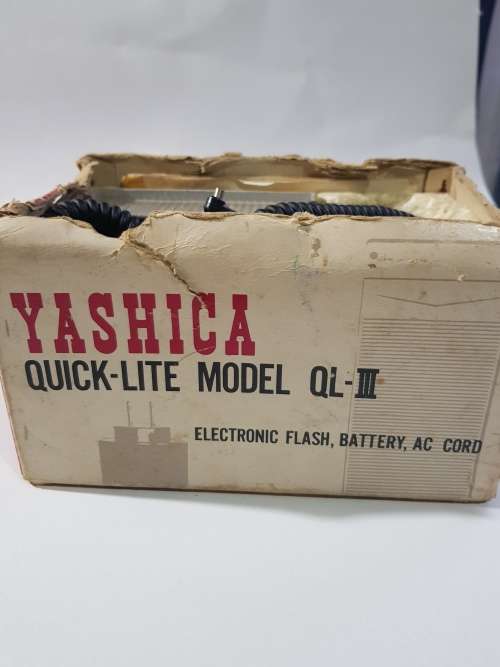 YASHICA
QUICK-LITE MODEL QL-III
ELECTRONIC FLASH, BATTERY, AC CORD